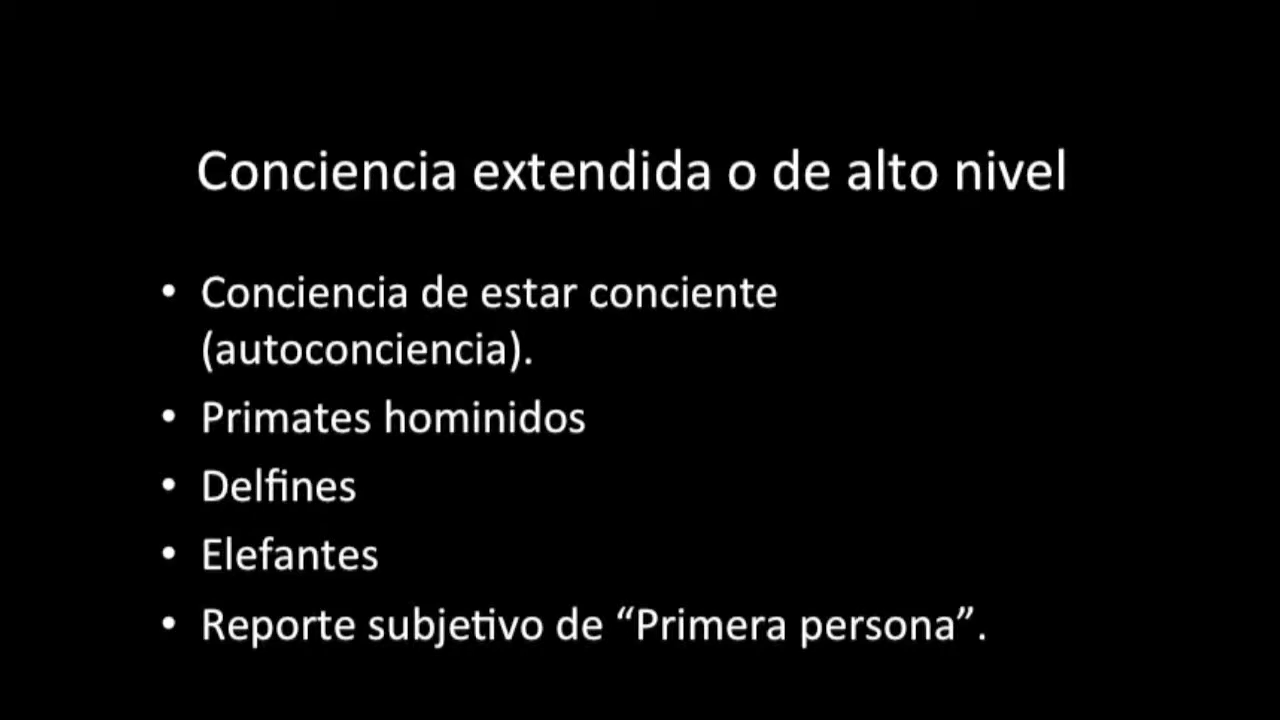 Conciencia extendida o de alto nivel
• Conciencia de estar conciente
(autoconciencia).
• Primates hominidos
• Delfines
• Elefantes
• Reporte subjetivo de “Primera persona”.